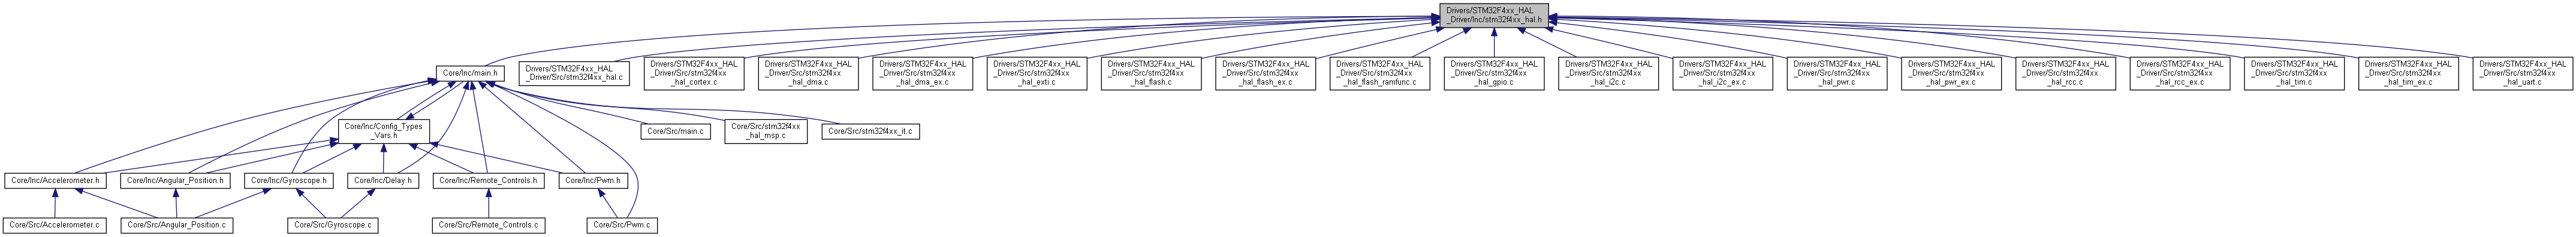 Drivers/STM32F4xx_HAL
_Driver/Inc/stm32f4xx_hal.h
Core/Inc/main.h
Drivers/STM32F4xx_HAL
_Driver/Src/stm32f4xx_hal.c
Drivers/STM32F4xx_HAL
_Driver/Src/stm32f4xx
_hal_cortex.c
Drivers/STM32F4xx_HAL
_Driver/Src/stm32f4xx
_hal_dma.c
Drivers/STM32F4xx_HAL
_Driver/Src/stm32f4xx
_hal_dma_ex.c
Drivers/STM32F4xx_HAL
_Driver/Src/stm32f4xx
_hal_exti.c
Drivers/STM32F4xx_HAL
_Driver/Src/stm32f4xx
_hal_flash.c
Drivers/STM32F4xx_HAL
_Driver/Src/stm32f4xx
_hal_flash_ex.c
Drivers/STM32F4xx_HAL
_Driver/Src/stm32f4xx
_hal_flash_ramfunc.c
Drivers/STM32F4xx_HAL
_Driver/Src/stm32f4xx
_hal_gpio.c
Drivers/STM32F4xx_HAL
_Driver/Src/stm32f4xx
_hal_i2c.c
Drivers/STM32F4xx_HAL
_Driver/Src/stm32f4xx
_hal_i2c_ex.c
Drivers/STM32F4xx_HAL
_Driver/Src/stm32f4xx
_hal_pwr.c
Drivers/STM32F4xx_HAL
_Driver/Src/stm32f4xx
_hal_pwr_ex.c
Drivers/STM32F4xx_HAL
_Driver/Src/stm32f4xx
_hal_rcc.c
Drivers/STM32F4xx_HAL
_Driver/Src/stm32f4xx
_hal_rcc_ex.c
Drivers/STM32F4xx_HAL
_Driver/Src/stm32f4xx
_hal_tim.c
Drivers/STM32F4xx_HAL
_Driver/Src/stm32f4xx
_hal_tim_ex.c
Drivers/STM32F4xx_HAL
_Driver/Src/stm32f4xx
_hal_uart.c
Core/Inc/Config_Types
_Vars.h
Core/Src/main.c
Core/Src/stm32f4xx
_hal_msp.c
Core/Src/stm32f4xx_it.c
Core/Inc/Accelerometer.h
Core/Inc/Angular_Position.h
Core/Inc/Gyroscope.h
Core/Inc/Delay.h
Core/Inc/Remote_Controls.h
Core/Inc/Pwm.h
Core/Src/Accelerometer.c
Core/Src/Angular_Position.c
Core/Src/Gyroscope.c
Core/Src/Remote_Controls.c
Core/Src/Pwm.c